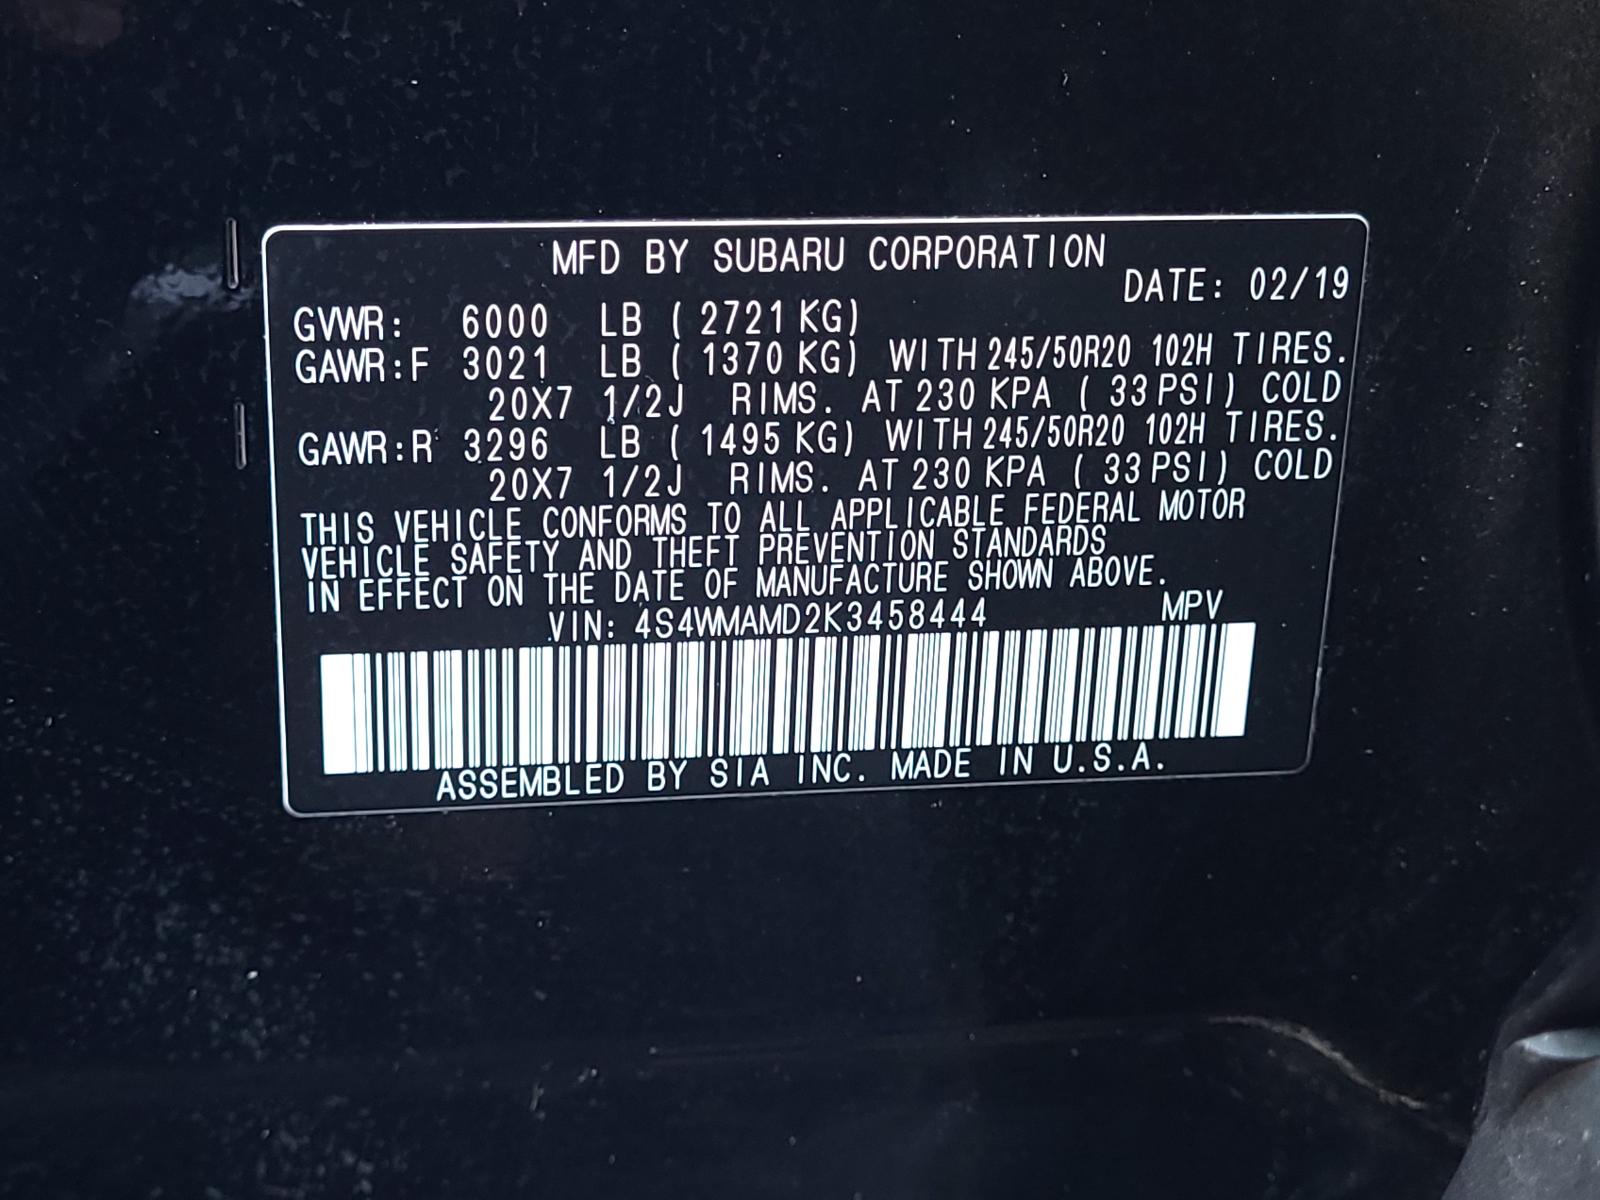 MFD BY SUBARU CORPORATION
DATE: 02/19
GVWR: 6000 LB ( 2721 KG)
GAWR:F 3021 LB ( 1370 KG) WITH 245/50R20 102H TIRES.
20X7 1/2J RIMS. AT 230 KPA ( 33 PSI) COLD
GAWR:R 3296 LB ( 1495 KG) WITH 245/50R20 102H TIRES.
20X7 1/2J RIMS. AT 230 KPA ( 33 PSI) COLD
THIS VEHICLE CONFORMS TO ALL APPLICABLE FEDERAL MOTOR
VEHICLE SAFETY AND THEFT PREVENTION STANDARDS
IN EFFECT ON THE DATE OF MANUFACTURE SHOWN ABOVE.
VIN: 4S4WMAMD2K3458444 MPV
ASSEMBLED BY SIA INC. MADE IN U.S.A.